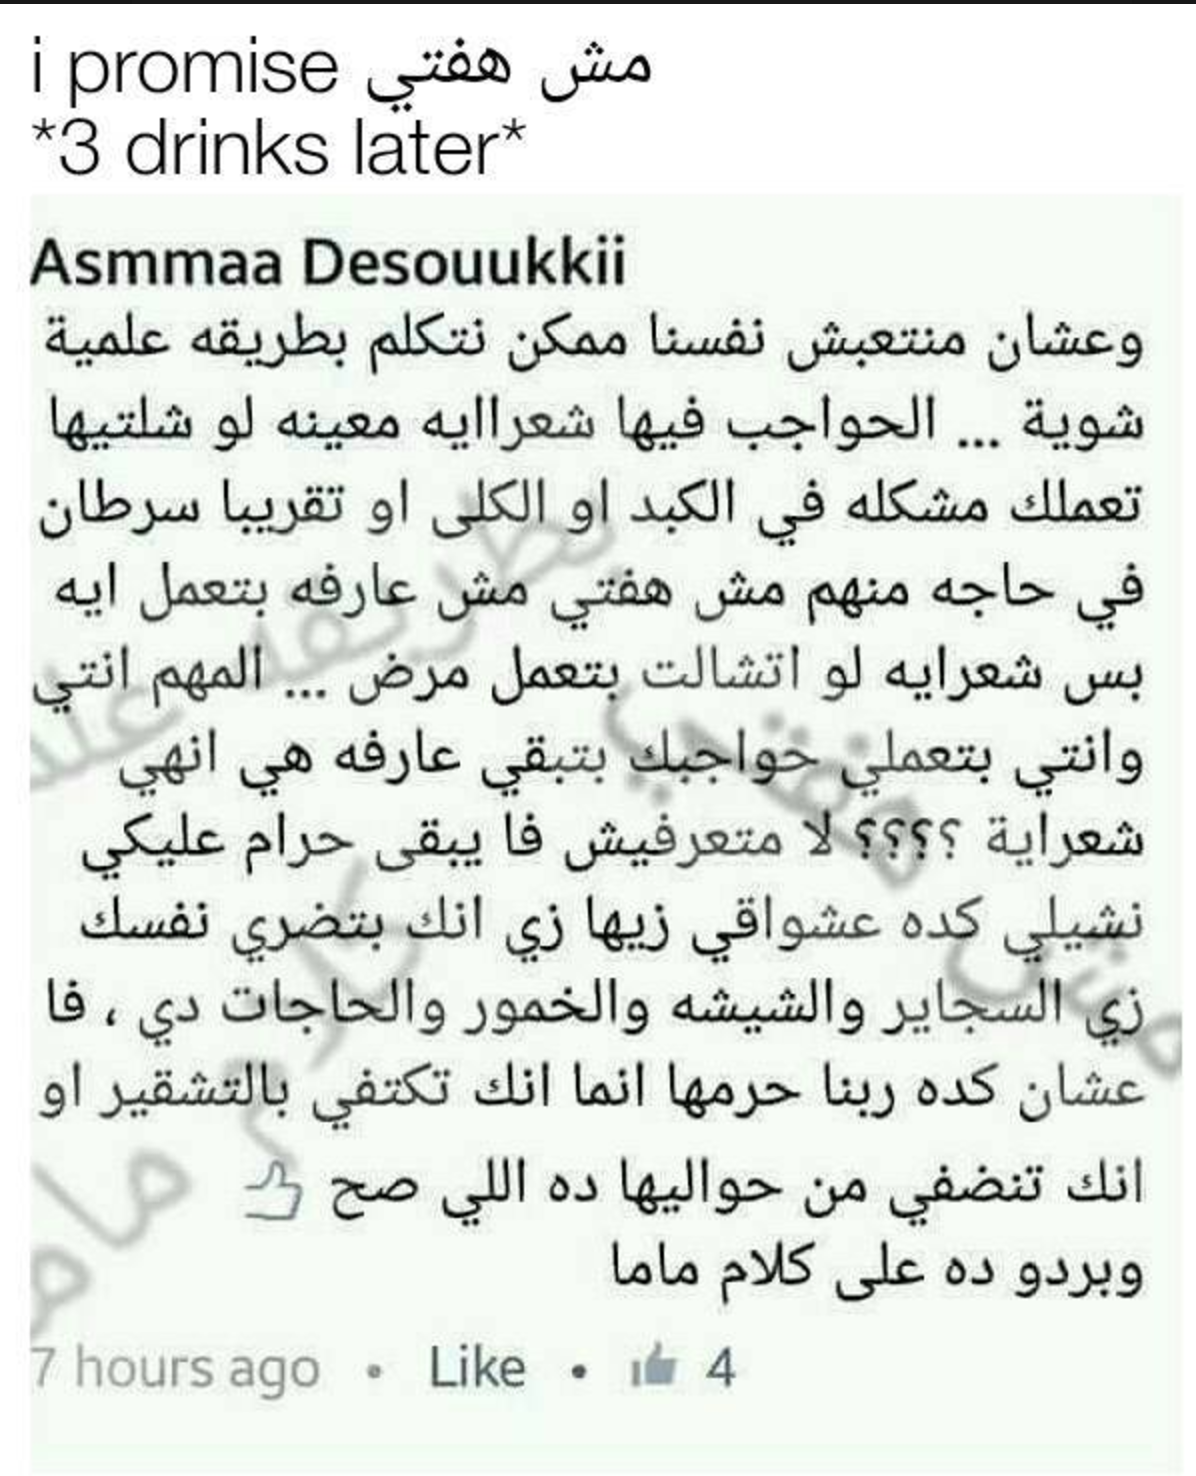 i promise مش هفتي
*3 drinks later*
Asmmaa Desouukkii
وعشان منتعبش نفسنا ممكن نتكلم بطريقه علمية
شوية ... الحواجب فيها شعراايه معينه لو شلتيها
تعملك مشكله في الكبد او الكلى او تقريبا سرطان
في حاجه منهم مش هفتي مش عارفه بتعمل ايه
بس شعرايه لو اتشالت بتعمل مرض ... المهم انتي
وانتي بتعملي حواجبك بتبقي عارفه هي انهي
شعراية ؟؟؟؟ لا متعرفيش فا يبقى حرام عليكي
نشيلي كده عشواقي زيها زي انك بتضري نفسك
زي السجاير والشيشه والخمور والحاجات دي ، فا
عشان كده ربنا حرمها انما انك تكتفي بالتشقير او
انك تنضفي من حواليها ده اللي صح 👍
وبردو ده على كلام ماما
7 hours ago • Like • 4
بطريقه
مش هفتي
كلام ماما